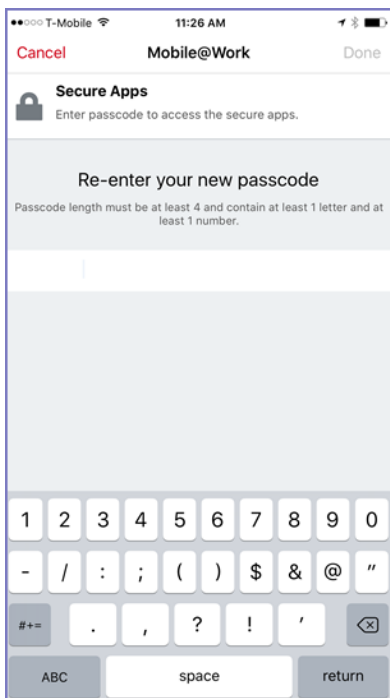 T-Mobile 11:26 AM
Cancel Mobile@Work Done
Secure Apps
Enter passcode to access the secure apps.
Re-enter your new passcode
Passcode length must be at least 4 and contain at least 1 letter and at
least 1 number.
1 2 3 4 5 6 7 8 9 0
- / : ; ( ) $ & @ "
#+= . , ? ! '
ABC space return